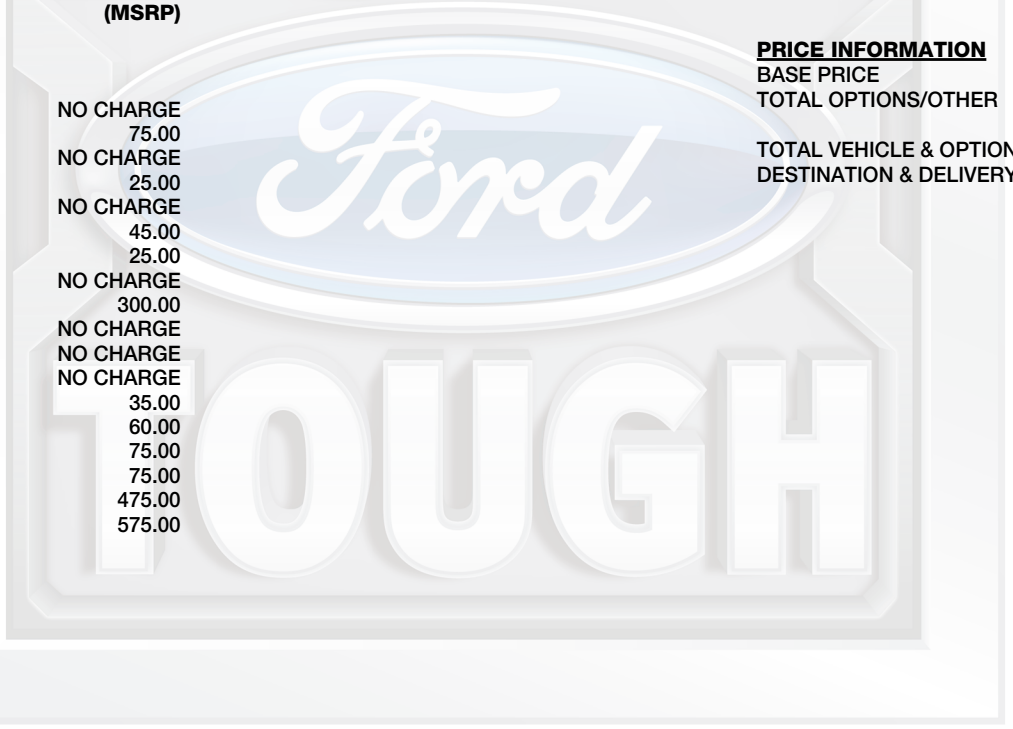 (MSRP)
NO CHARGE
75.00
NO CHARGE
25.00
NO CHARGE
45.00
25.00
NO CHARGE
300.00
NO CHARGE
NO CHARGE
NO CHARGE
35.00
60.00
75.00
75.00
475.00
575.00
PRICE INFORMATION
BASE PRICE
TOTAL OPTIONS/OTHER
TOTAL VEHICLE & OPTION
DESTINATION & DELIVERY
Ford
TOUGH